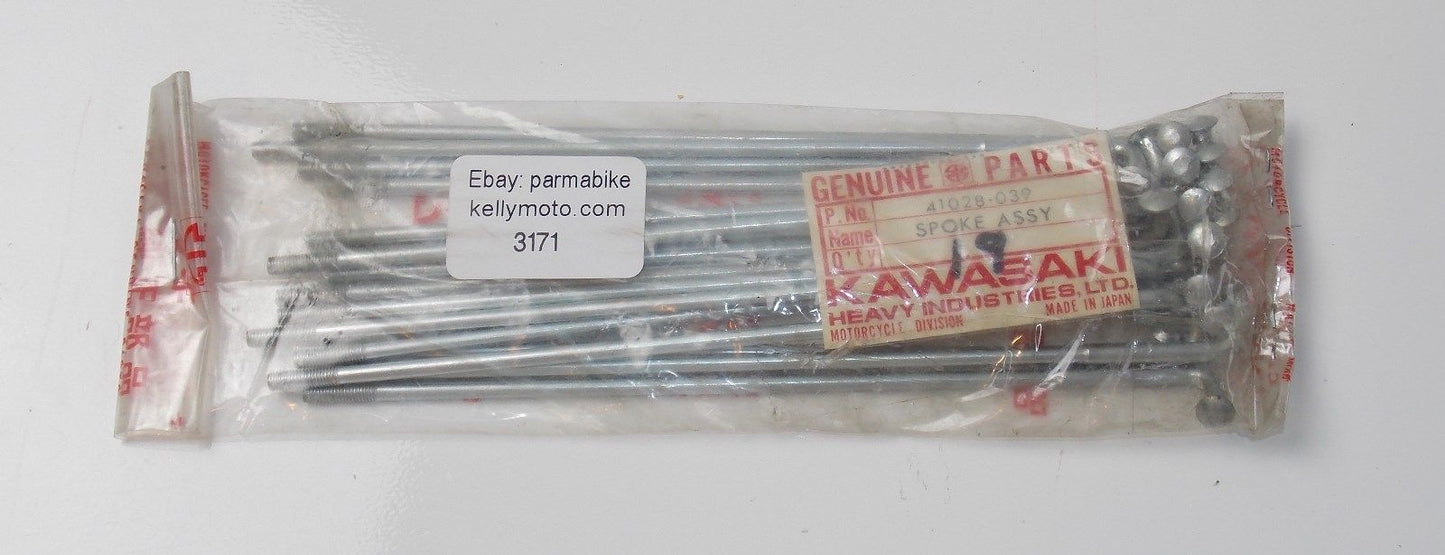 Ebay: parmabike
kellymoto.com
3171
GENUINE PARTS
P. No. 41028-039
Name SPOKE ASSY
Q'ty 19
KAWASAKI
HEAVY INDUSTRIES, LTD.
MOTORCYCLE DIVISION MADE IN JAPAN